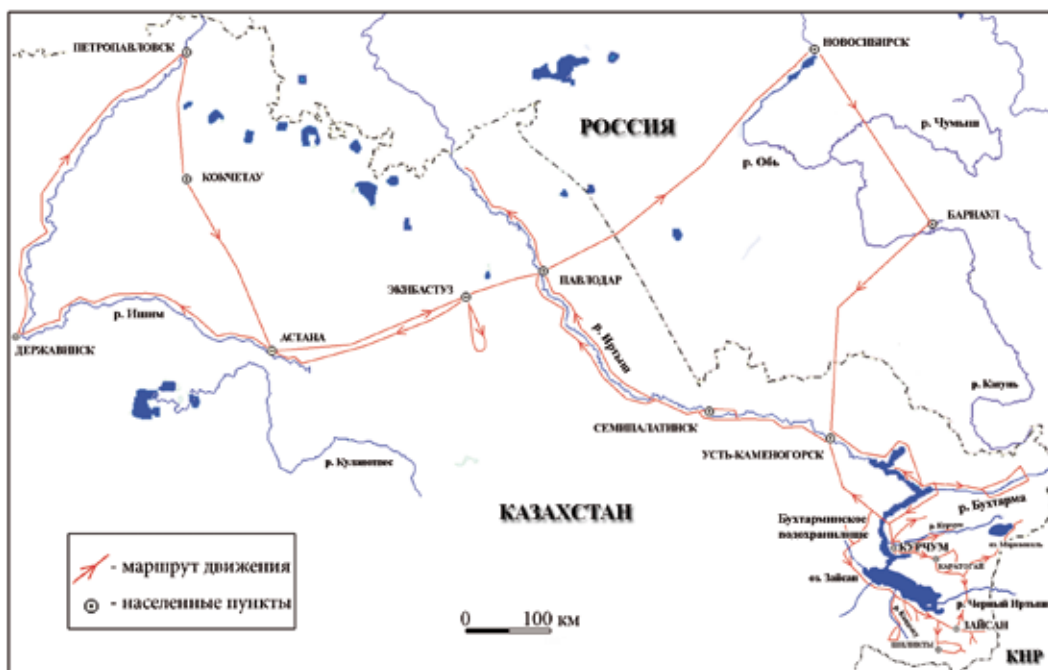 ПЕТРОПАВЛОВСК
НОВОСИБИРСК
РОССИЯ
р. Чумыш
р. Обь
КОКЧЕТАУ
БАРНАУЛ
ЭКИБАСТУЗ
ПАВЛОДАР
р. Ишим
АСТАНА
р. Иртыш
ДЕРЖАВИНСК
р. Катунь
СЕМИПАЛАТИНСК
УСТЬ-КАМЕНОГОРСК
р. Куланотпес
р. Бухтарма
КАЗАХСТАН
Бухтарминское
водохранилище
р. Курчум
оз. Маркаколь
КУРЧУМ
- маршрут движения
оз. Зайсан
р. Черный Иртыш
- населенные пункты
0 100 км
ЗАЙСАН
КНР